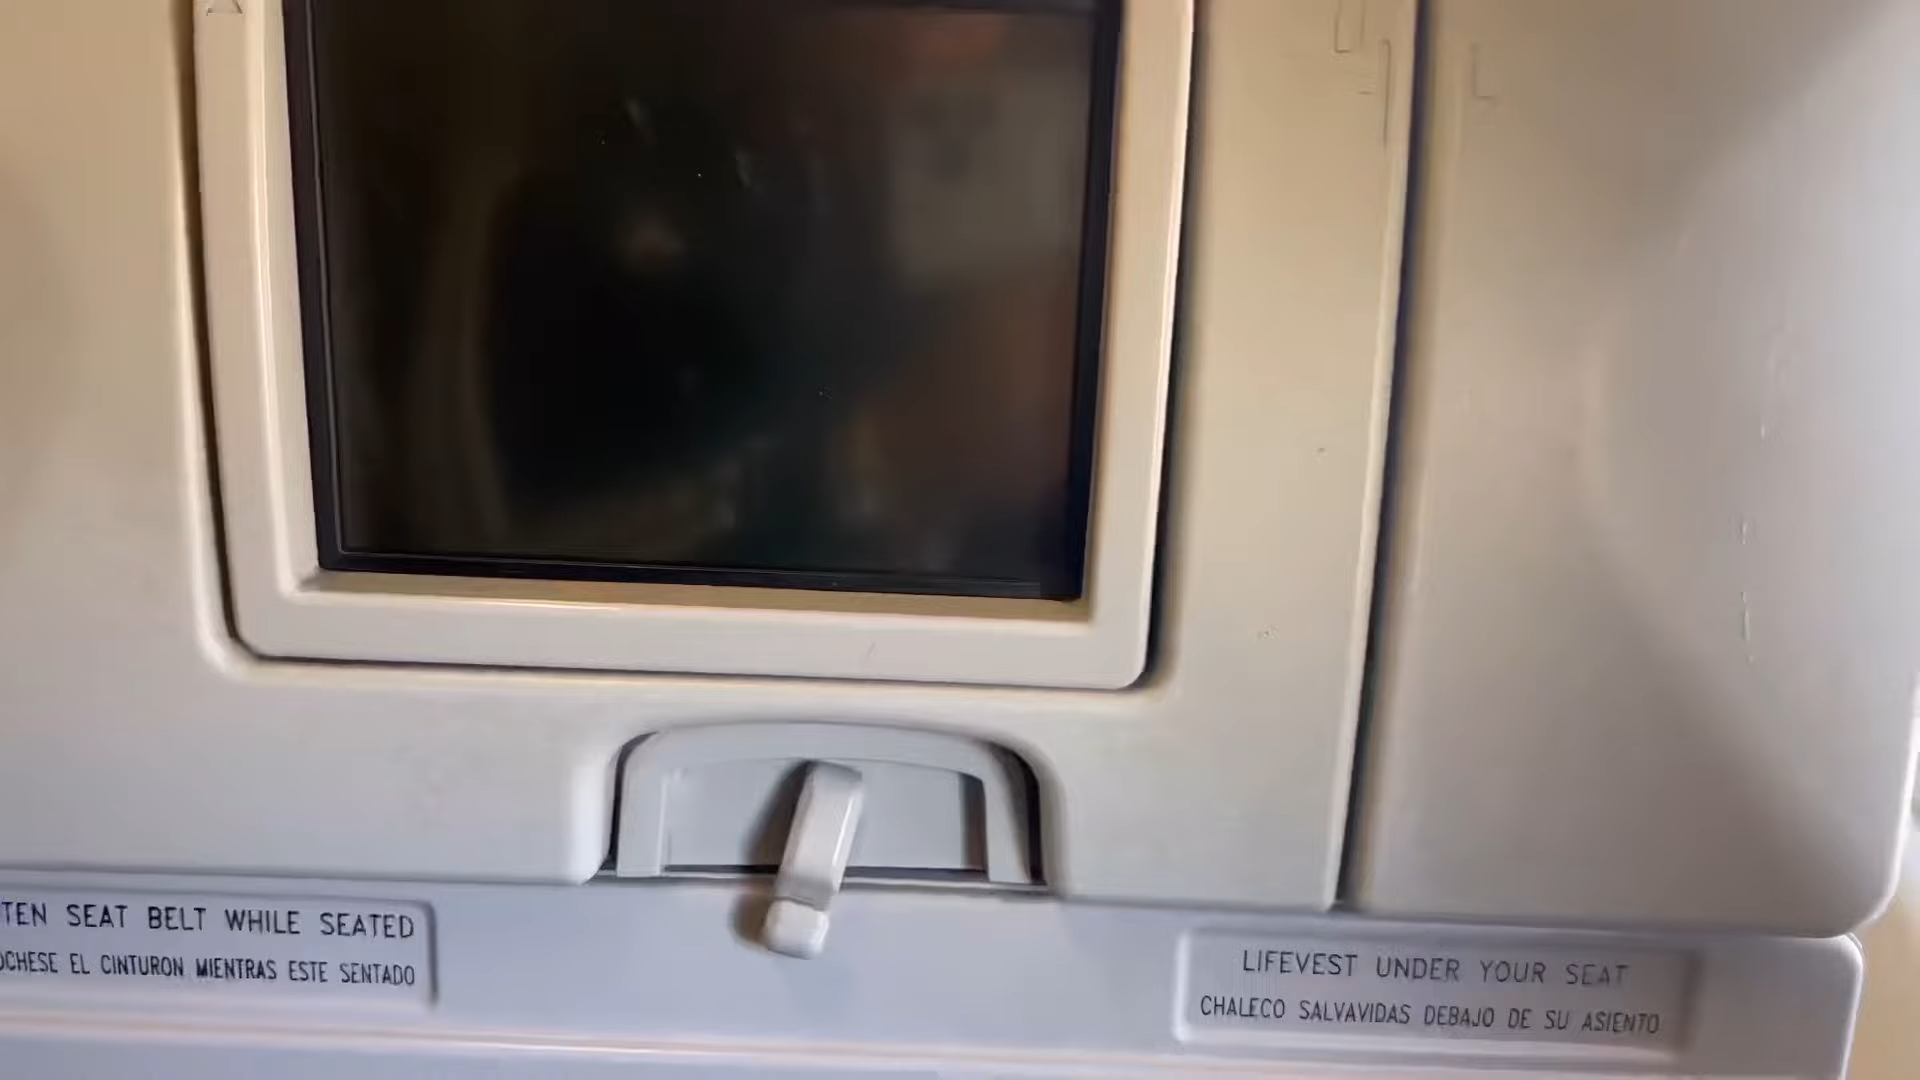 TEN SEAT BELT WHILE SEATED
OCHESE EL CINTURON MIENTRAS ESTE SENTADO
LIFEVEST UNDER YOUR SEAT
CHALECO SALVAVIDAS DEBAJO DE SU ASIENTO